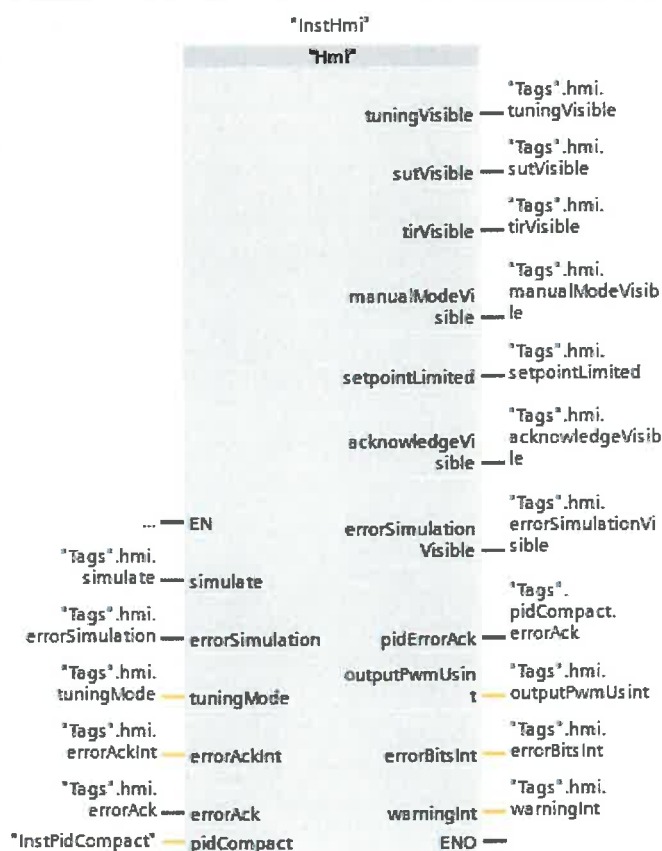 "InstHmi"
"Hmi"
tuningVisible
"Tags".hmi.
tuningVisible
sutVisible
"Tags".hmi.
sutVisible
tirVisible
"Tags".hmi.
tirVisible
manualModeVi
sible
"Tags".hmi.
manualModeVisib
le
setpointLimited
"Tags".hmi.
setpointLimited
acknowledgeVi
sible
"Tags".hmi.
acknowledgeVisib
le
... EN
errorSimulation
Visible
"Tags".hmi.
errorSimulationVi
sible
"Tags".hmi.
simulate
simulate
"Tags".hmi.
errorSimulation
errorSimulation
pidErrorAck
"Tags".
pidCompact.
errorAck
"Tags".hmi.
tuningMode
tuningMode
outputPwmUsin
t
"Tags".hmi.
outputPwmUsint
"Tags".hmi.
errorAckInt
errorAckInt
errorBitsInt
"Tags".hmi.
errorBitsInt
"Tags".hmi.
errorAck
errorAck
warningInt
"Tags".hmi.
warningInt
"InstPidCompact"
pidCompact
ENO